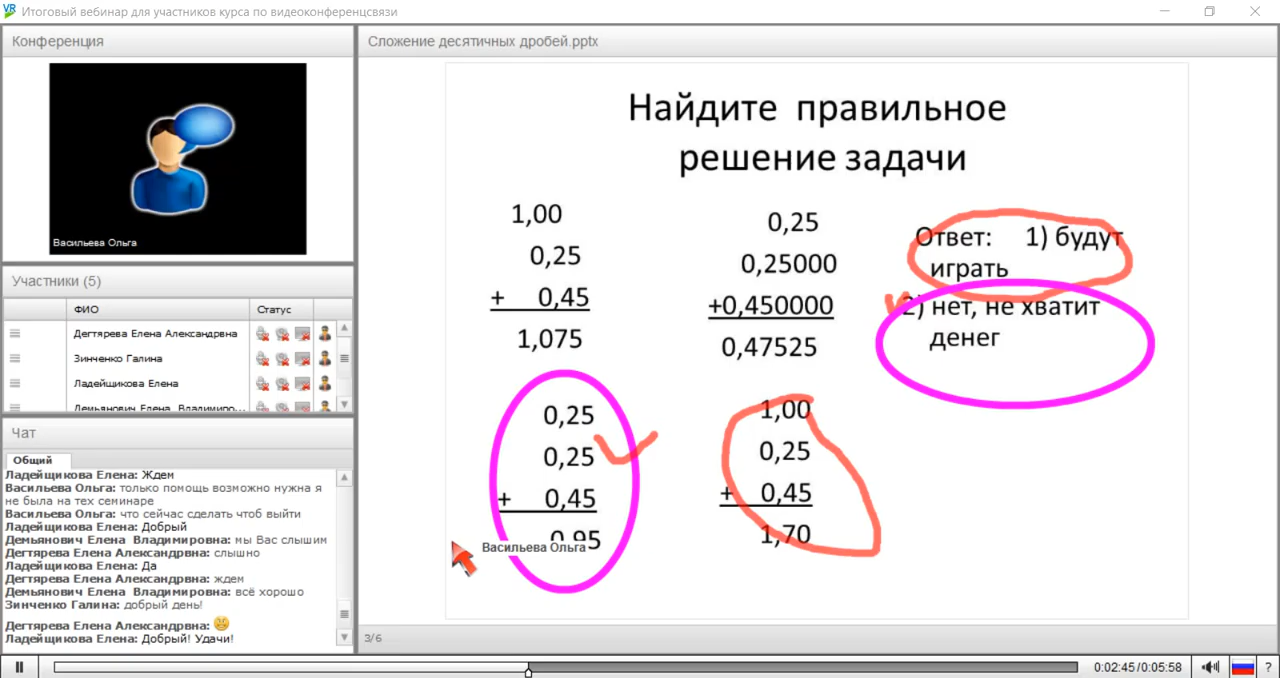 Итоговый вебинар для участников курса по видеоконференцсвязи
Конференция
Васильева Ольга
Участники (5)
ФИО Статус
Дегтярева Елена Александрвна
Зинченко Галина
Ладейщикова Елена
Демьянович Елена Владимиро...
Чат
Общий
Ладейщикова Елена: Ждем
Васильева Ольга: только помощь возможно нужна я
не была на тех семинаре
Васильева Ольга: что сейчас сделать чтоб выйти
Ладейщикова Елена: Добрый
Демьянович Елена Владимировна: мы Вас слышим
Дегтярева Елена Александрвна: слышно
Ладейщикова Елена: Да
Дегтярева Елена Александрвна: ждем
Демьянович Елена Владимировна: всё хорошо
Зинченко Галина: добрый день!
Дегтярева Елена Александрвна:
Ладейщикова Елена: Добрый! Удачи!
Сложение десятичных дробей.pptx
Найдите правильное
решение задачи
1,00
0,25
+ 0,45
1,075
0,25
0,25000
+0,450000
0,47525
Ответ: 1) будут
играть
2) нет, не хватит
денег
0,25
0,25
+ 0,45
0,95
Васильева Ольга
1,00
0,25
+ 0,45
1,70
3/6
0:02:45/0:05:58
?